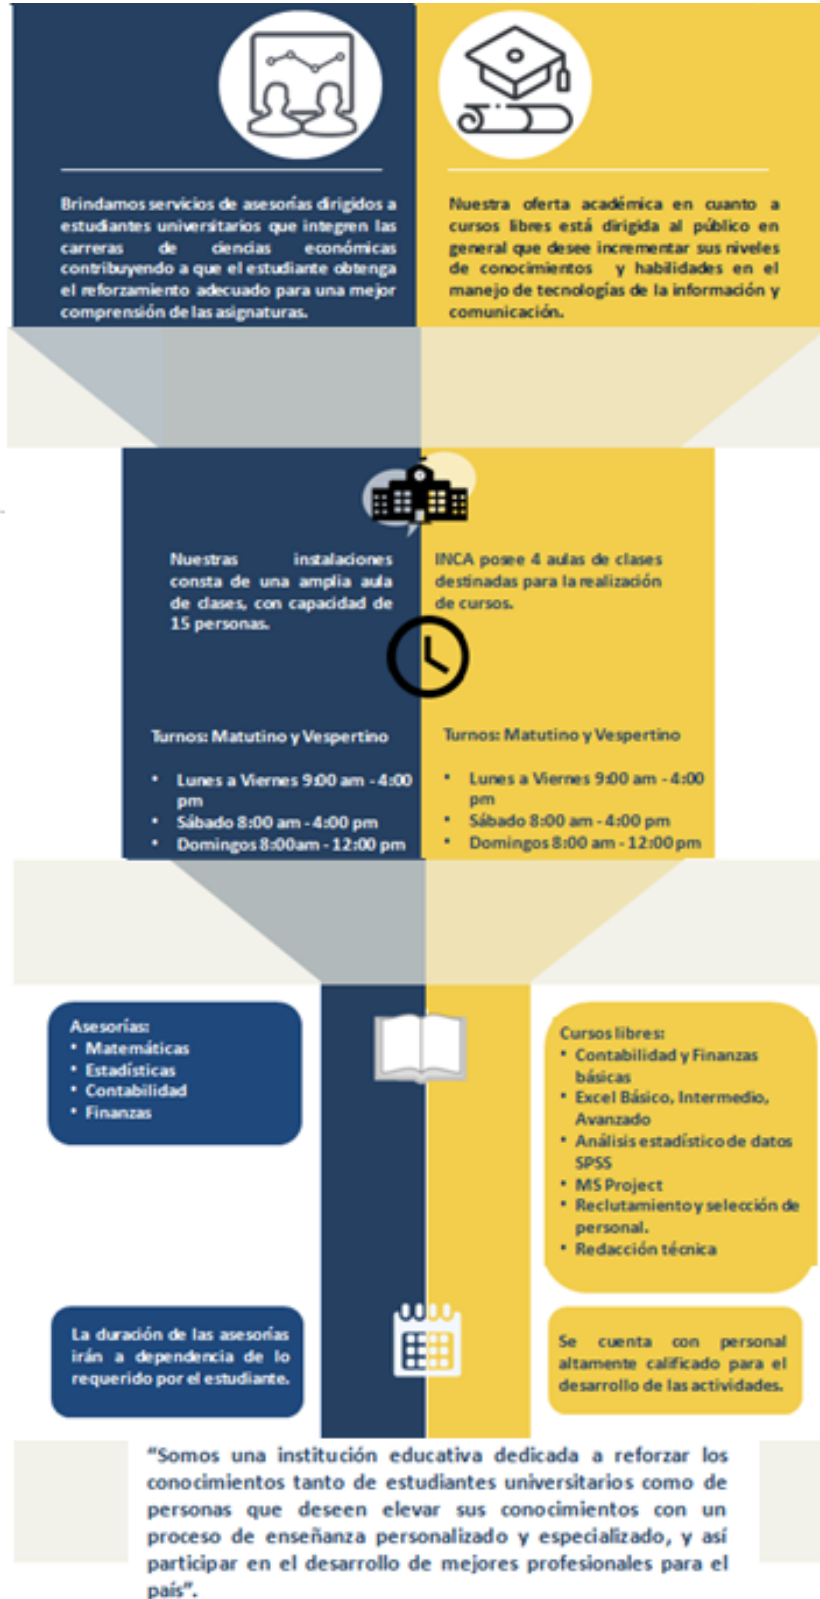 Brindamos servicios de asesorías dirigidos a
estudiantes universitarios que integren las
carreras de ciencias económicas
contribuyendo a que el estudiante obtenga
el reforzamiento adecuado para una mejor
comprensión de las asignaturas.
Nuestra oferta académica en cuanto a
cursos libres está dirigida al público en
general que desee incrementar sus niveles
de conocimientos y habilidades en el
manejo de tecnologías de la información y
comunicación.
Nuestras instalaciones
consta de una amplia aula
de clases, con capacidad de
15 personas.
INCA posee 4 aulas de clases
destinadas para la realización
de cursos.
Turnos: Matutino y Vespertino
• Lunes a Viernes 9:00 am - 4:00
pm
• Sábado 8:00 am - 4:00 pm
• Domingos 8:00am - 12:00 pm
Turnos: Matutino y Vespertino
• Lunes a Viernes 9:00 am - 4:00
pm
• Sábado 8:00 am - 4:00 pm
• Domingos 8:00 am - 12:00 pm
Asesorías:
• Matemáticas
• Estadísticas
• Contabilidad
• Finanzas
Cursos libres:
• Contabilidad y Finanzas
básicas
• Excel Básico, Intermedio,
Avanzado
• Análisis estadístico de datos
SPSS
• MS Project
• Reclutamiento y selección de
personal.
• Redacción técnica
La duración de las asesorías
irán a dependencia de lo
requerido por el estudiante.
Se cuenta con personal
altamente calificado para el
desarrollo de las actividades.
“Somos una institución educativa dedicada a reforzar los
conocimientos tanto de estudiantes universitarios como de
personas que deseen elevar sus conocimientos con un
proceso de enseñanza personalizado y especializado, y así
participar en el desarrollo de mejores profesionales para el
país”.